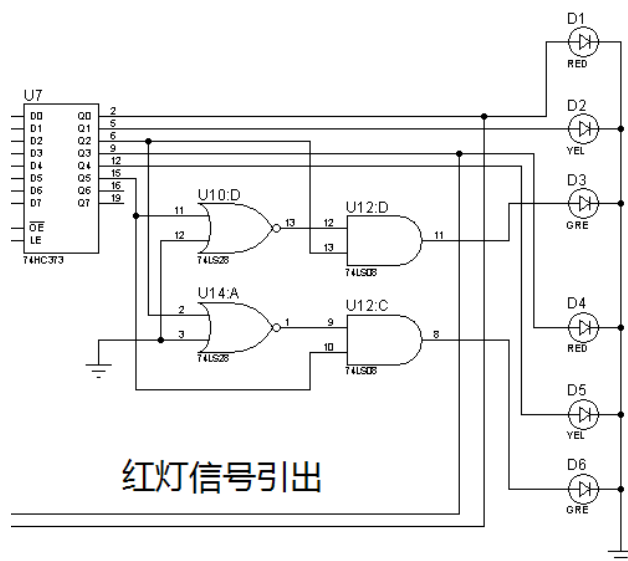 D1
RED
U7
D0 Q0 2
D1 Q1 5
D2 Q2 6
D3 Q3 9
D4 Q4 12
D5 Q5 15
D6 Q6 16
D7 Q7 19
OE
LE
74HC373
D2
YEL
D3
GRE
U10:D
11
12
13
74LS28
U12:D
12
13
11
74LS08
U14:A
2
3
1
74LS28
U12:C
9
10
8
74LS08
D4
RED
D5
YEL
D6
GRE
红灯信号引出